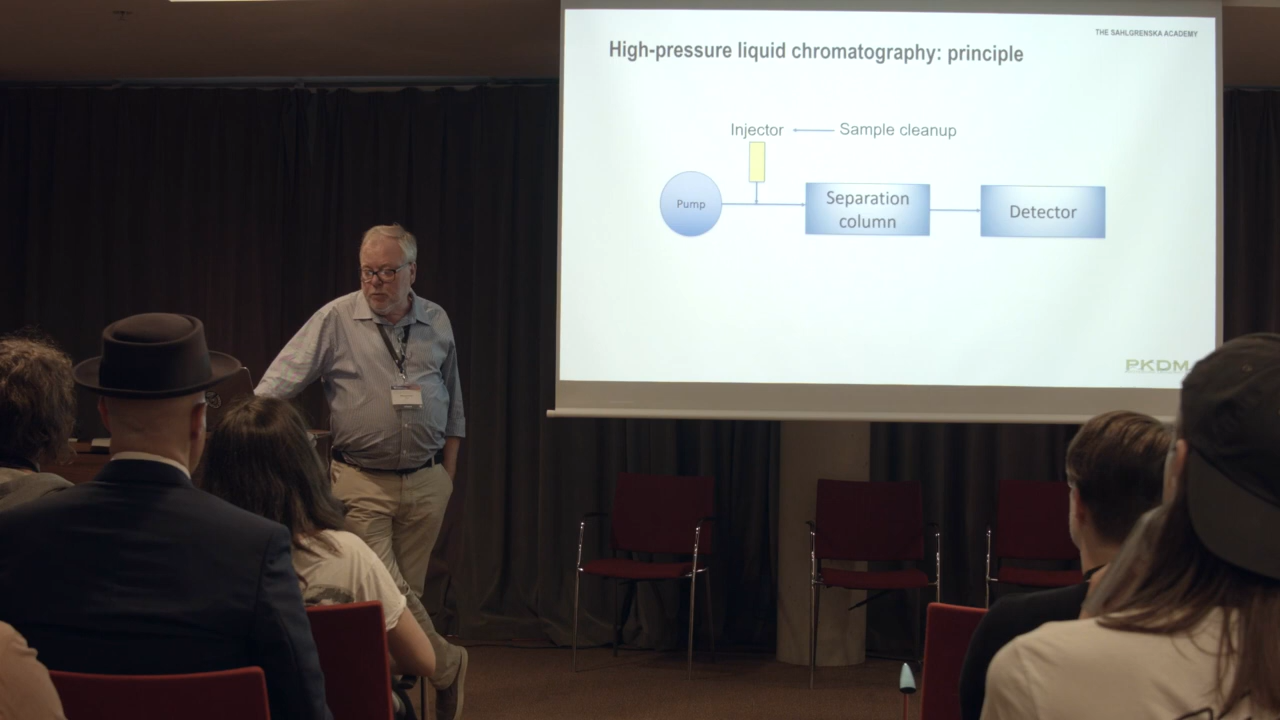 THE SAHLGRENSKA ACADEMY
High-pressure liquid chromatography: principle
Injector
Sample cleanup
Pump
Separation
column
Detector
PKDM